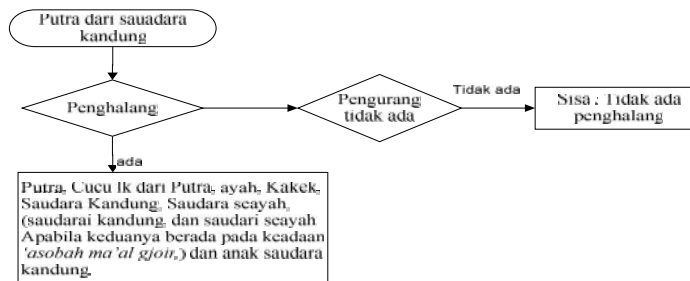 Putra dari sauadara
kandung
Penghalang
Pengurang
tidak ada
Tidak ada
Sisa : Tidak ada
penghalang
ada
Putra, Cucu lk dari Putra, ayah, Kakek,
Saudara Kandung, Saudara seayah,
(saudarai kandung, dan saudari seayah
Apabila keduanya berada pada keadaan
'asobah ma'al gjoir,) dan anak saudara
kandung.